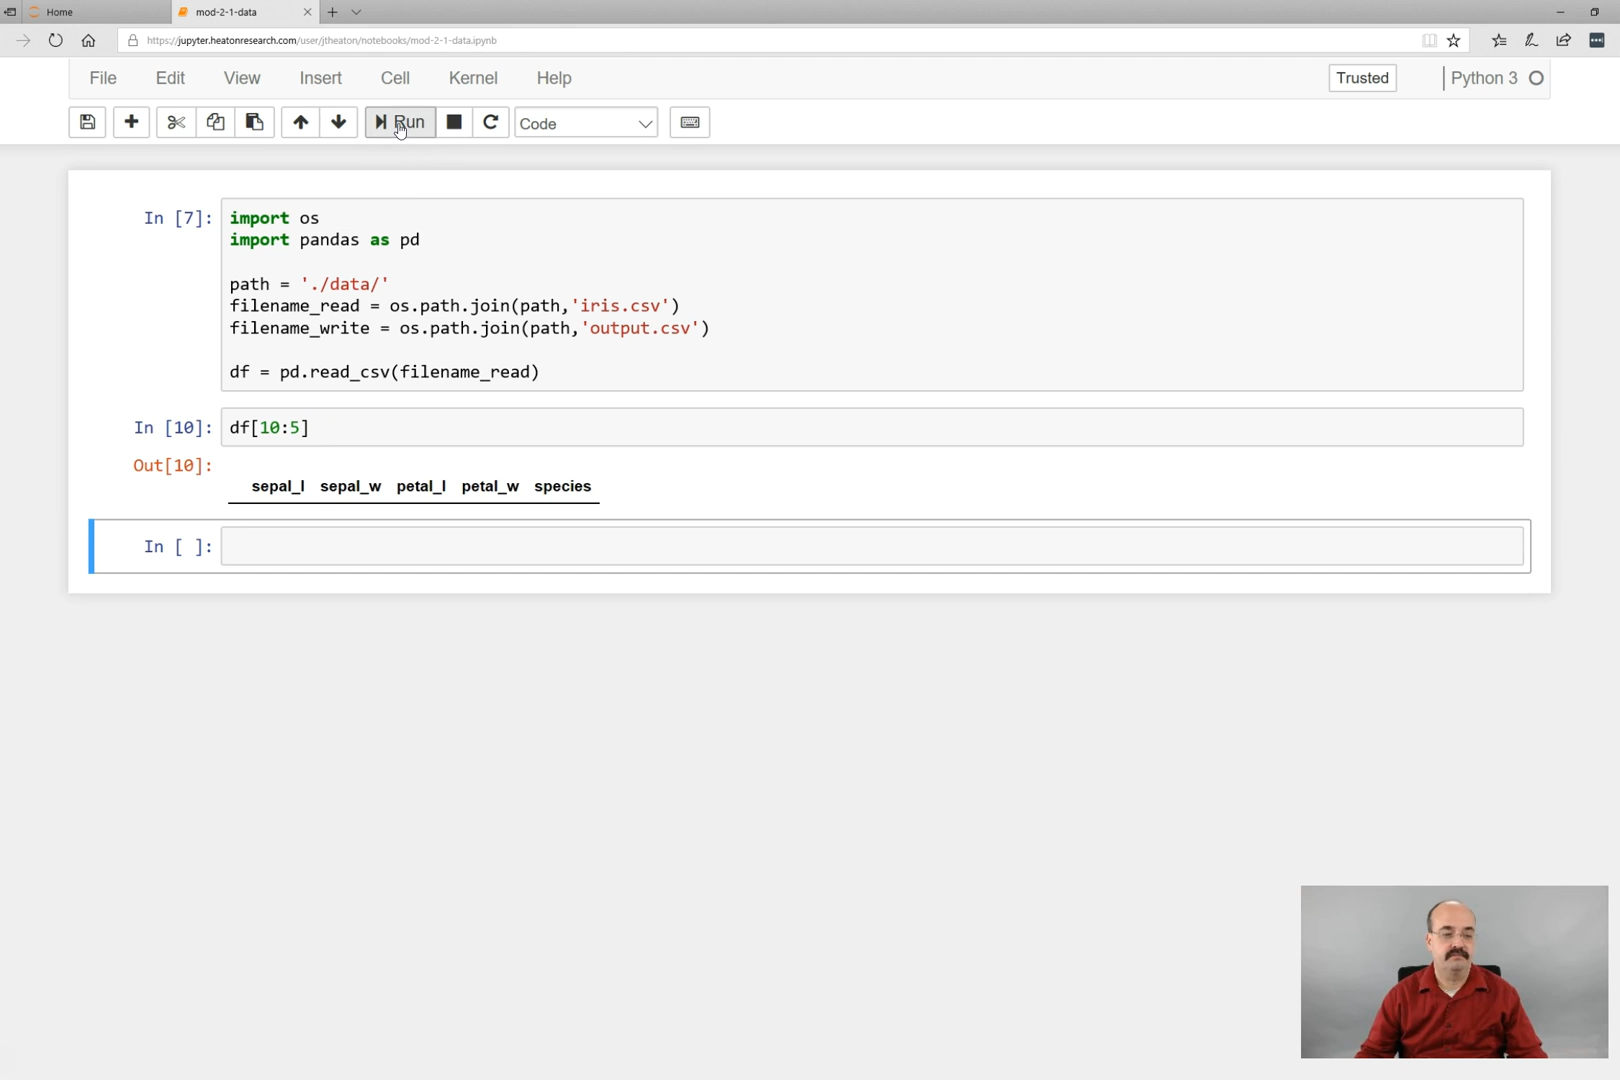 Home
mod-2-1-data
https://jupyter.heatonresearch.com/user/jtheaton/notebooks/mod-2-1-data.ipynb
File Edit View Insert Cell Kernel Help Trusted Python 3
Run Code
In [7]: import os
import pandas as pd
path = './data/'
filename_read = os.path.join(path,'iris.csv')
filename_write = os.path.join(path,'output.csv')
df = pd.read_csv(filename_read)
In [10]: df[10:5]
Out[10]:
sepal_l sepal_w petal_l petal_w species
In [ ]: